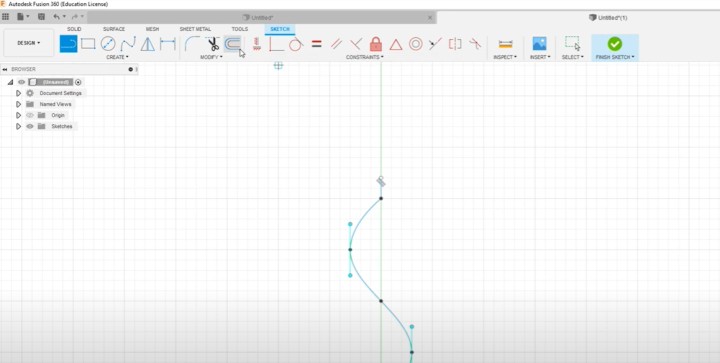 Autodesk Fusion 360 (Education License)
Untitled*
Untitled*(1)
SOLID SURFACE MESH SHEET METAL TOOLS SKETCH
DESIGN
CREATE MODIFY CONSTRAINTS INSPECT INSERT SELECT FINISH SKETCH
BROWSER
(Unsaved)
Document Settings
Named Views
Origin
Sketches